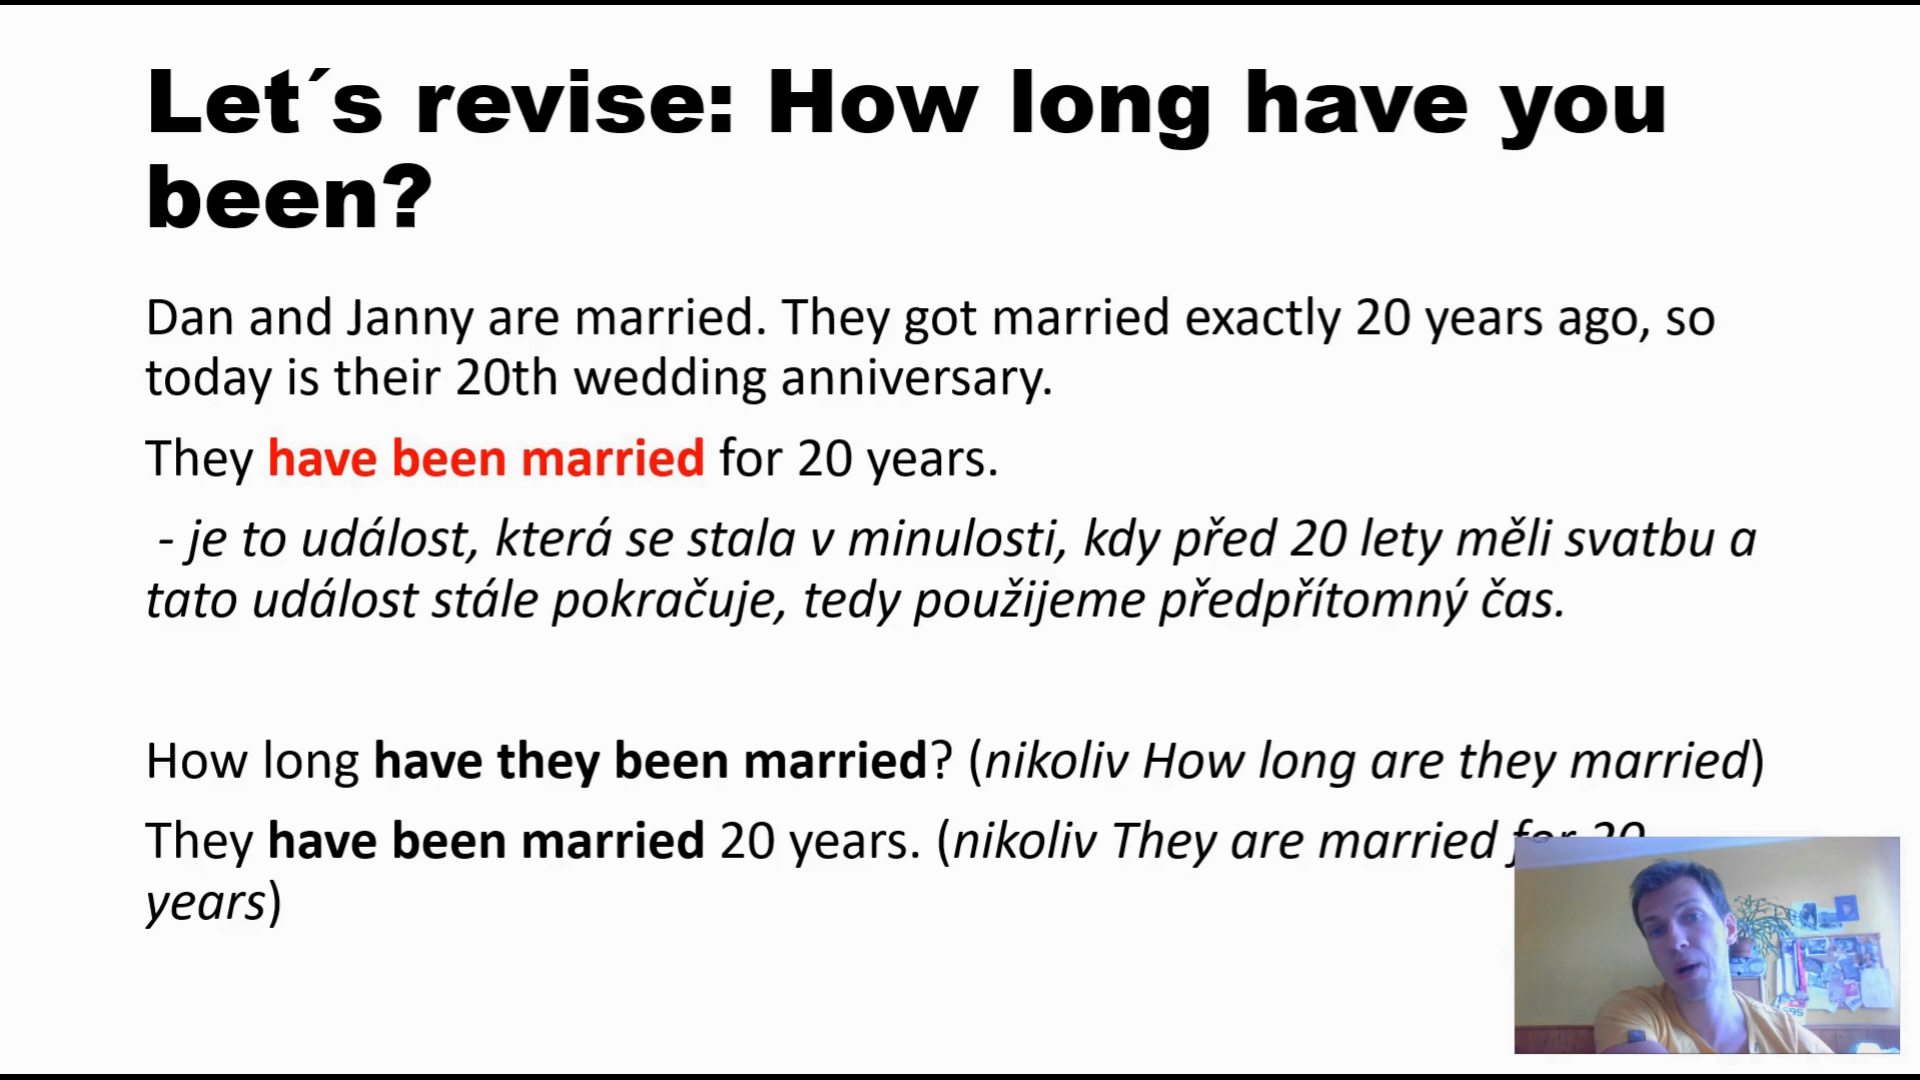 Let´s revise: How long have you
been?
Dan and Janny are married. They got married exactly 20 years ago, so
today is their 20th wedding anniversary.
They have been married for 20 years.
- je to událost, která se stala v minulosti, kdy před 20 lety měli svatbu a
tato událost stále pokračuje, tedy použijeme předpřítomný čas.
How long have they been married? (nikoliv How long are they married)
They have been married 20 years. (nikoliv They are married for 20
years)